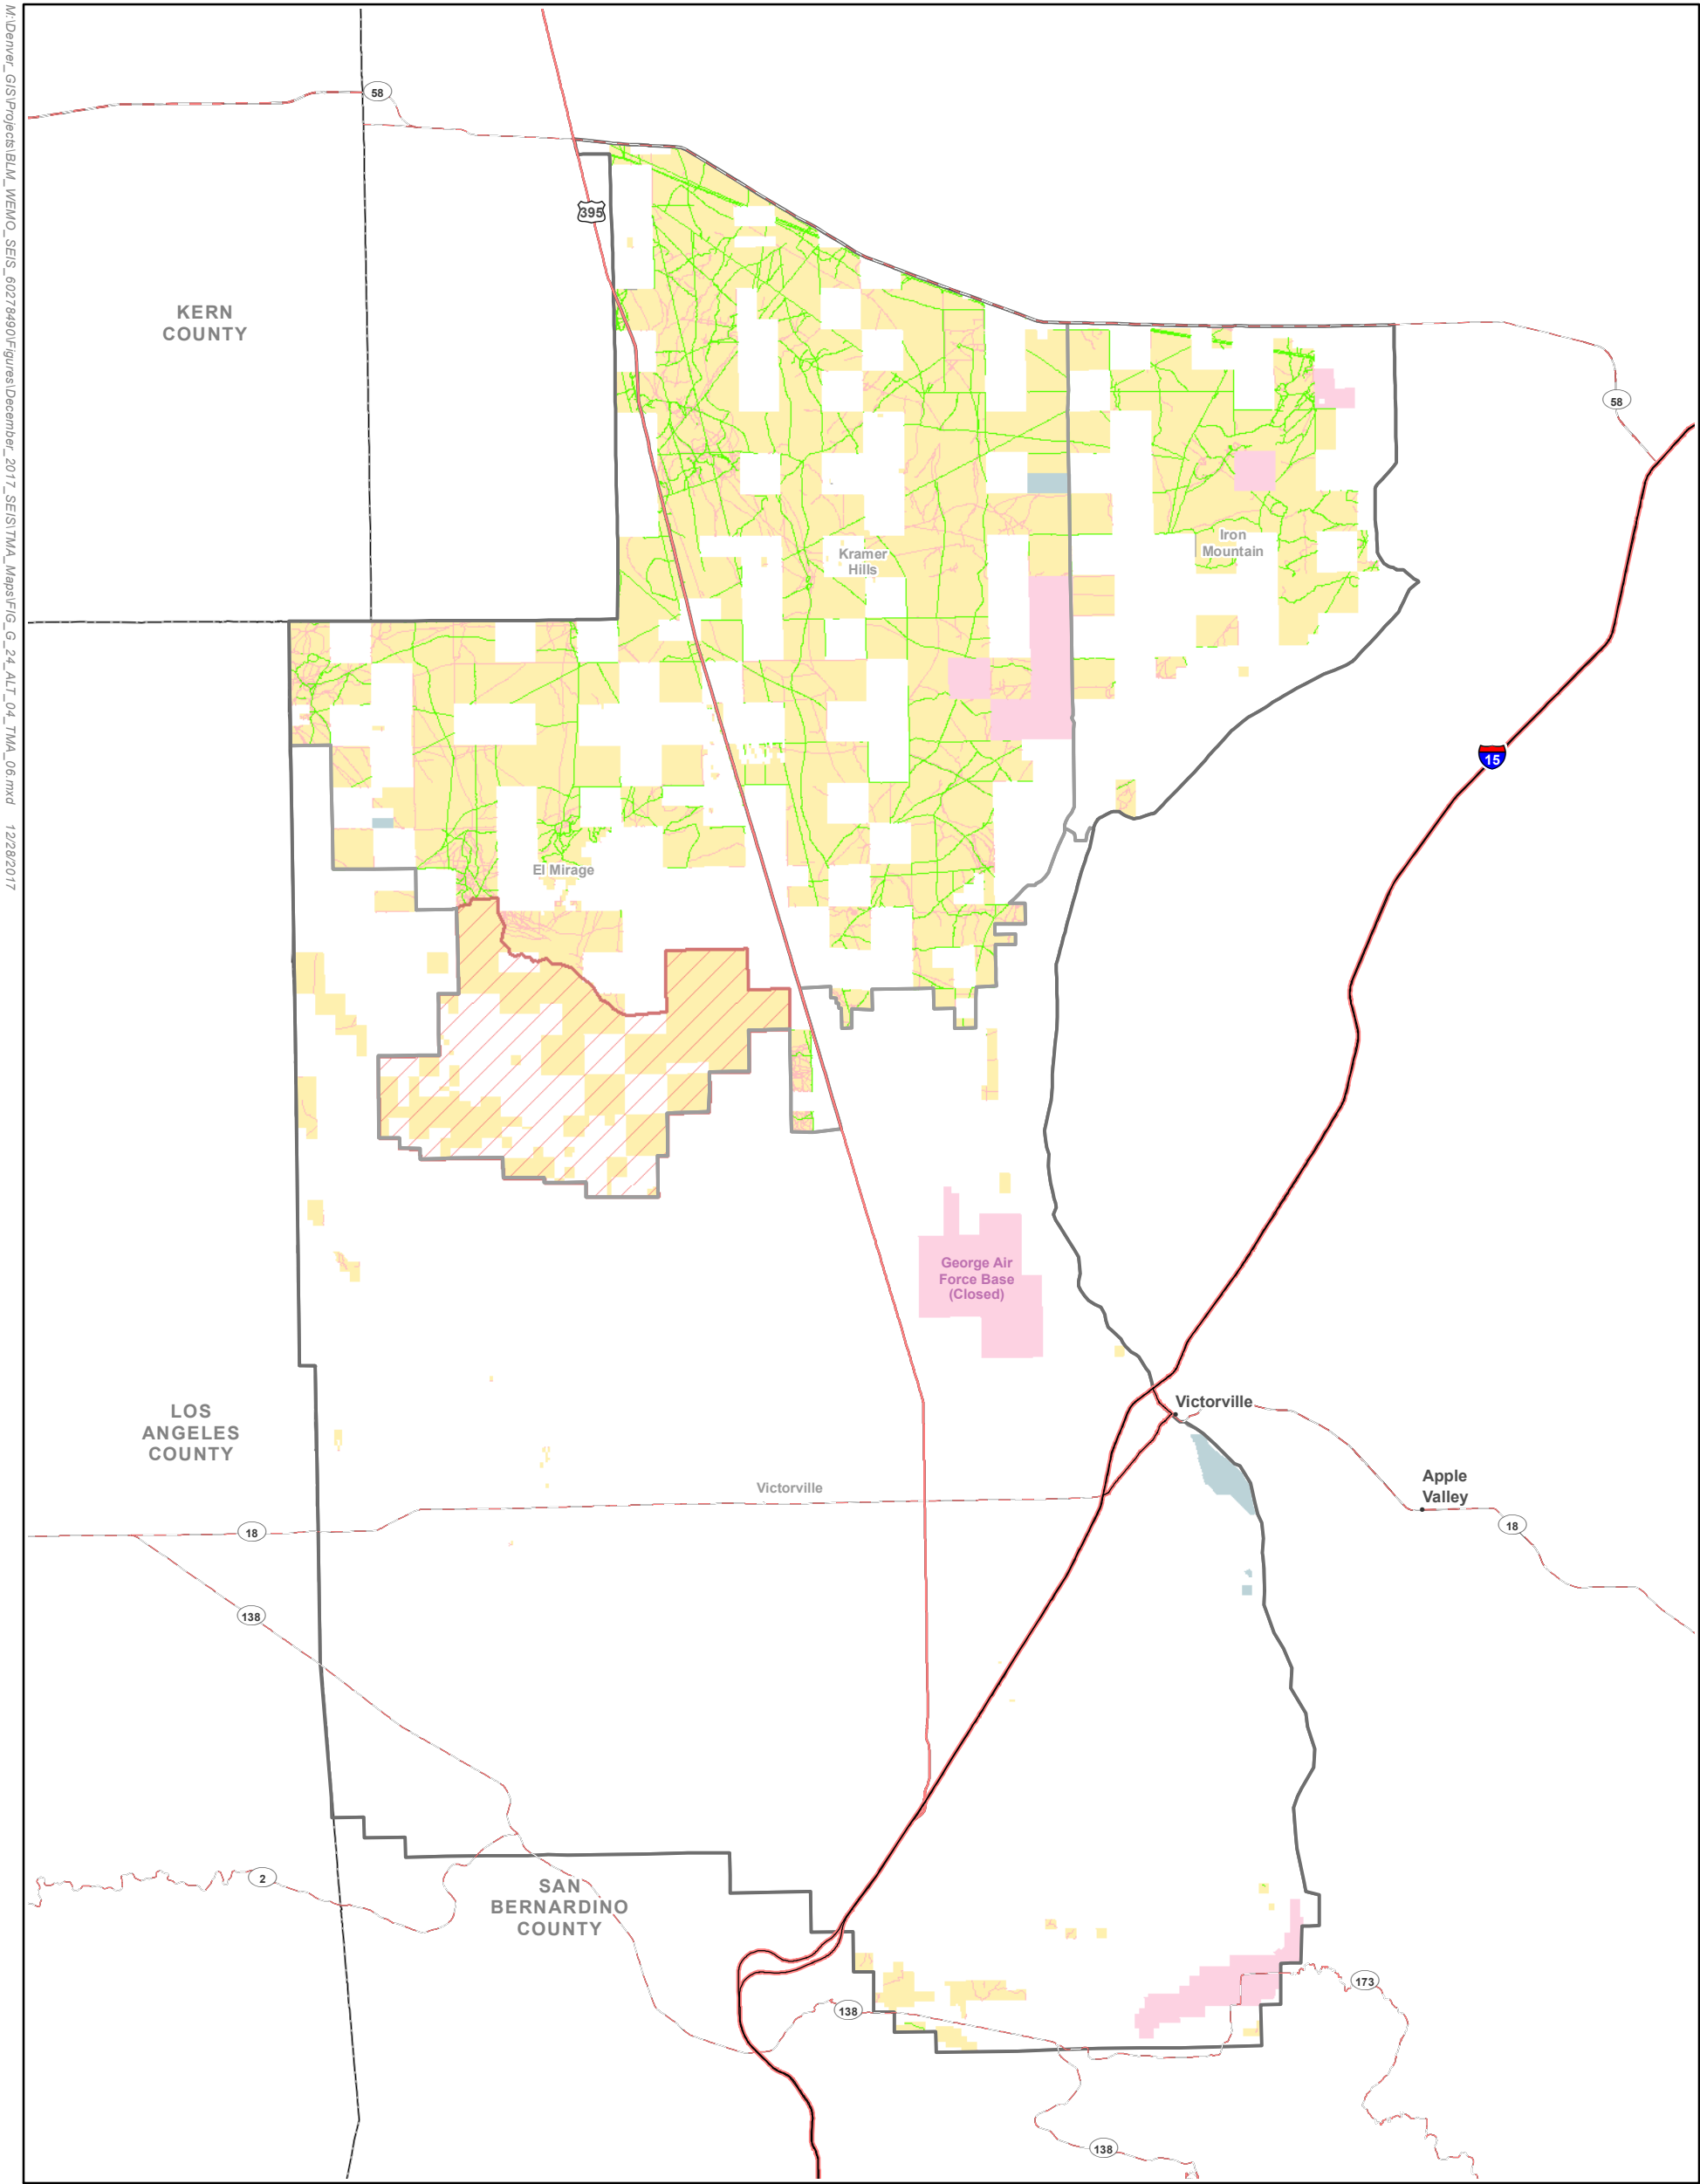 M:\Denver_GIS\Projects\BLM_WEMO_SEIS_60278490\Figures\December_2017_SEIS\TMA_Maps\FIG_G_24_ALT_04_TMA_06.mxd 12/28/2017
58
395
KERN
COUNTY
58
Kramer
Hills
Iron
Mountain
15
El Mirage
George Air
Force Base
(Closed)
Victorville
LOS
ANGELES
COUNTY
Apple
Valley
Victorville
18
18
138
2
SAN
BERNARDINO
COUNTY
173
138
138